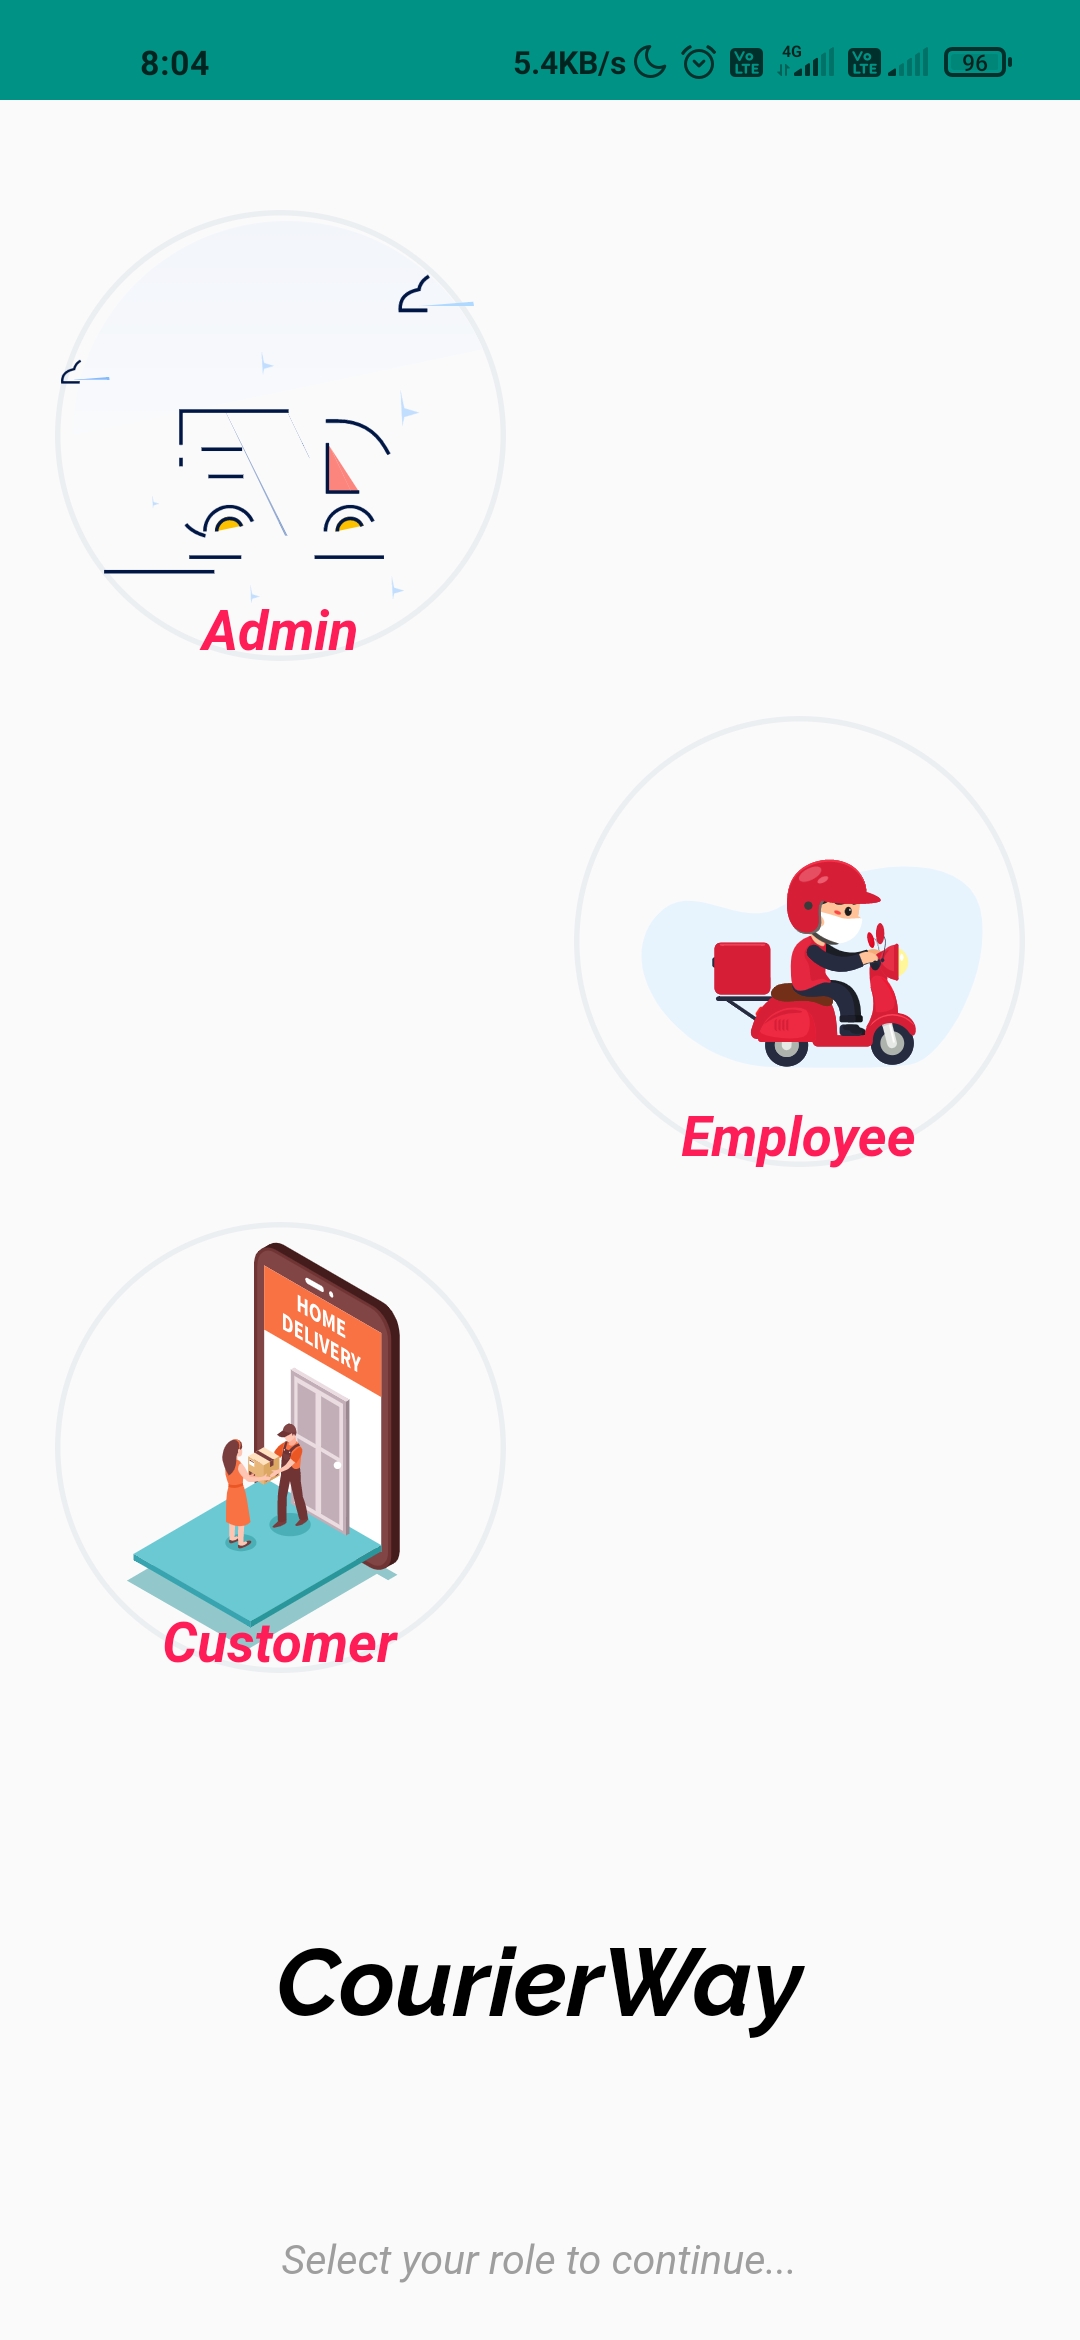 8:04 5.4KB/s Vo LTE 4G Vo LTE 96
Admin
Employee
HOME
DELIVERY
Customer
CourierWay
Select your role to continue...